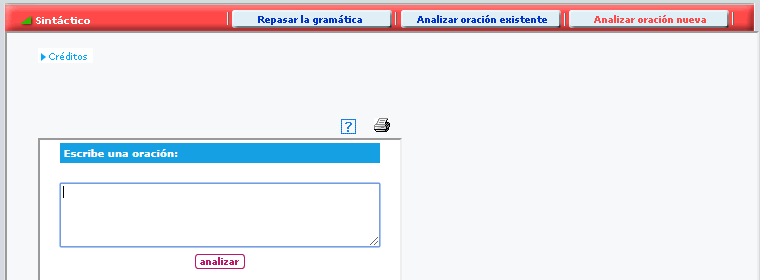 Sintáctico
Repasar la gramática
Analizar oración existente
Analizar oración nueva
Créditos
?
Escribe una oración:
analizar